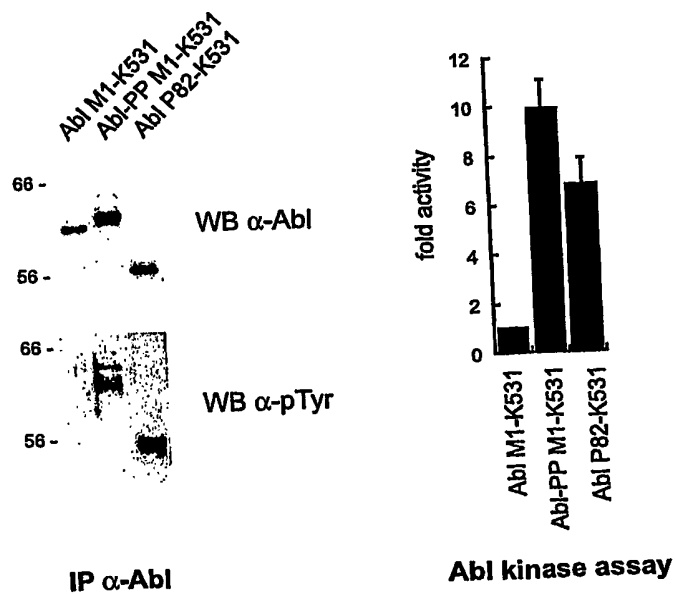 Abl M1-K531
Abl-PP M1-K531
Abl P82-K531
66 -
WB α-Abl
56 -
66 -
WB α-pTyr
56 -
IP α-Abl
fold activity
12
10
8
6
4
2
0
Abl M1-K531
Abl-PP M1-K531
Abl P82-K531
Abl kinase assay